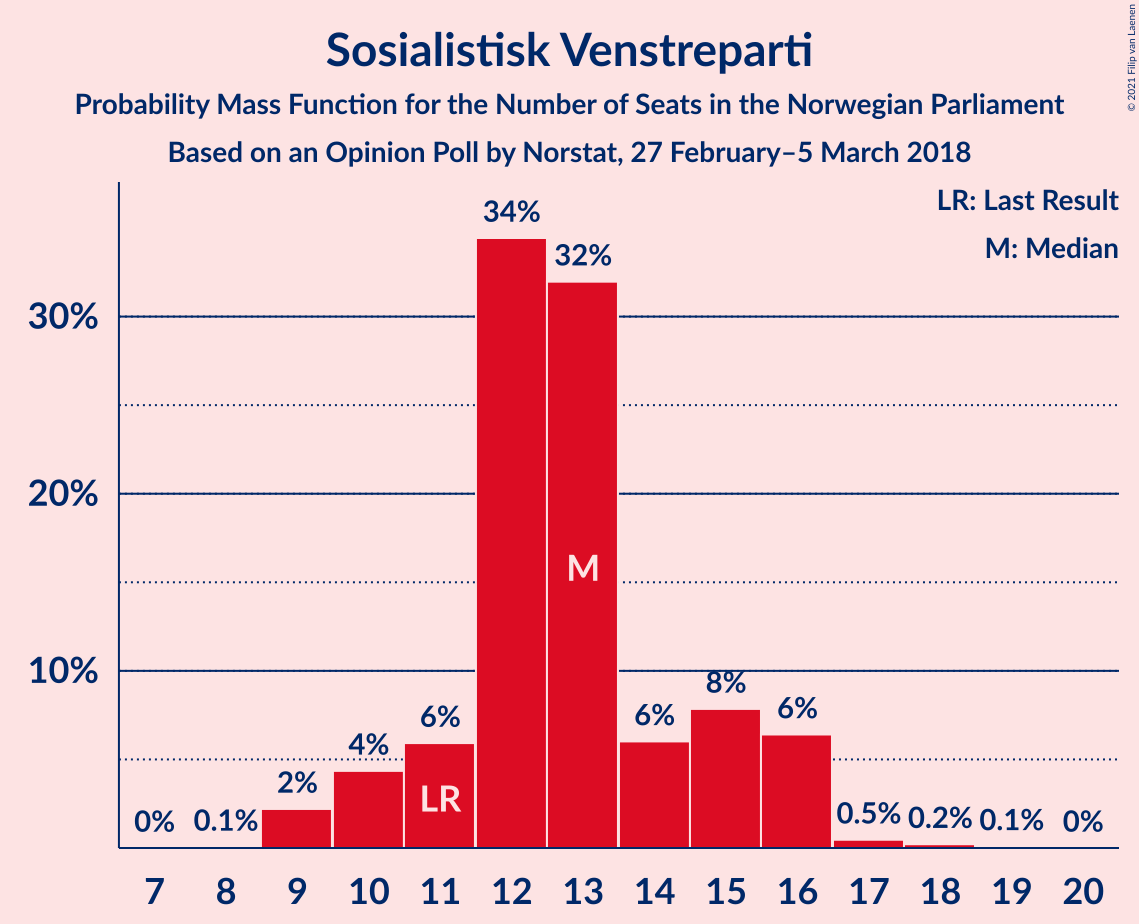 Sosialistisk Venstreparti
Probability Mass Function for the Number of Seats in the Norwegian Parliament
Based on an Opinion Poll by Norstat, 27 February–5 March 2018
© 2021 Filip van Laenen
LR: Last Result
M: Median
34%
32%
30%
20%
10%
M
8%
6%
6%
6%
4%
2%
LR
0%
0.1%
0.5%
0.2%
0.1%
0%
7 8 9 10 11 12 13 14 15 16 17 18 19 20